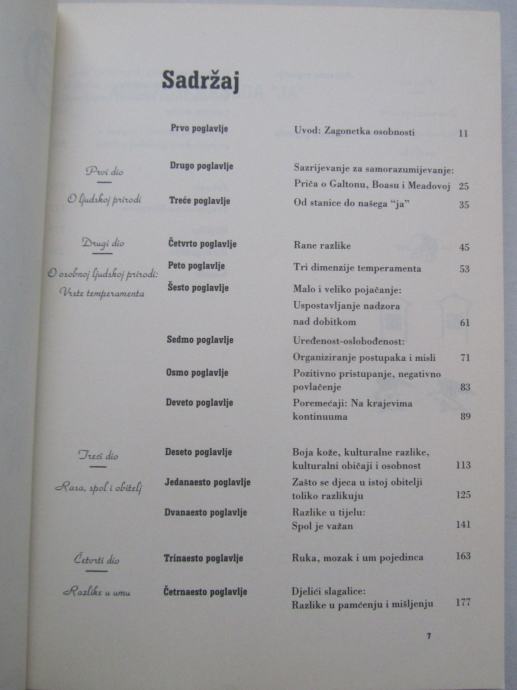 Sadržaj
Prvo poglavlje Uvod: Zagonetka osobnosti 11
Prvi dio
O ljudskoj prirodi
Drugo poglavlje Sazrijevanje za samorazumijevanje:
Priča o Galtonu, Boasu i Meadovoj 25
Treće poglavlje Od stanice do našega “ja” 35
Drugi dio
O osobnoj ljudskoj prirodi:
Vrste temperamenta
Četvrto poglavlje Rane razlike 45
Peto poglavlje Tri dimenzije temperamenta 53
Šesto poglavlje Malo i veliko pojačanje:
Uspostavljanje nadzora
nad dobitkom 61
Sedmo poglavlje Uređenost-oslobođenost:
Organiziranje postupaka i misli 71
Osmo poglavlje Pozitivno pristupanje, negativno
povlačenje 83
Deveto poglavlje Poremećaji: Na krajevima
kontinuuma 89
Treći dio
Rasa, spol i obitelj
Deseto poglavlje Boja kože, kulturalne razlike,
kulturalni običaji i osobnost 113
Jedanaesto poglavlje Zašto se djeca u istoj obitelji
toliko razlikuju 125
Dvanaesto poglavlje Razlike u tijelu:
Spol je važan 141
Četvrti dio
Razlike u umu
Trinaesto poglavlje Ruka, mozak i um pojedinca 163
Četrnaesto poglavlje Djelići slagalice:
Razlike u pamćenju i mišljenju 177
7